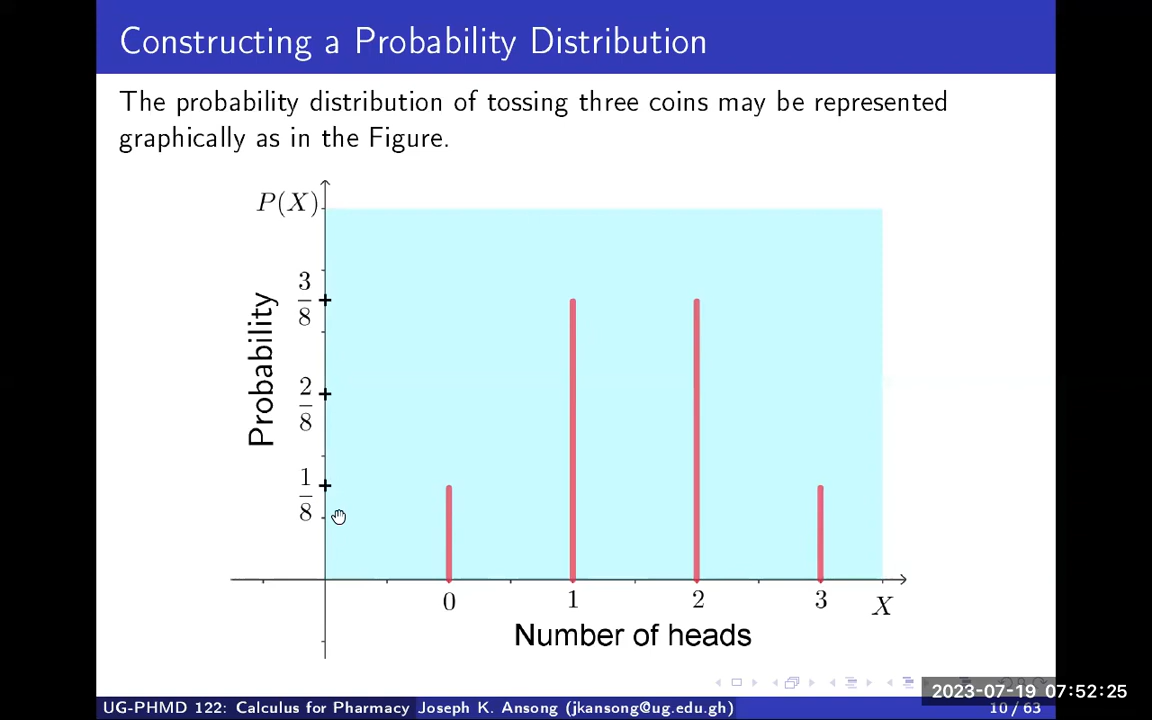 Constructing a Probability Distribution
The probability distribution of tossing three coins may be represented
graphically as in the Figure.
P(X)
3/8
2/8
1/8
Probability
0 1 2 3 X
Number of heads
2023-07-19 07:52:25
UG-PHMD 122: Calculus for Pharmacy Joseph K. Ansong (jkansong@ug.edu.gh) 10 / 63